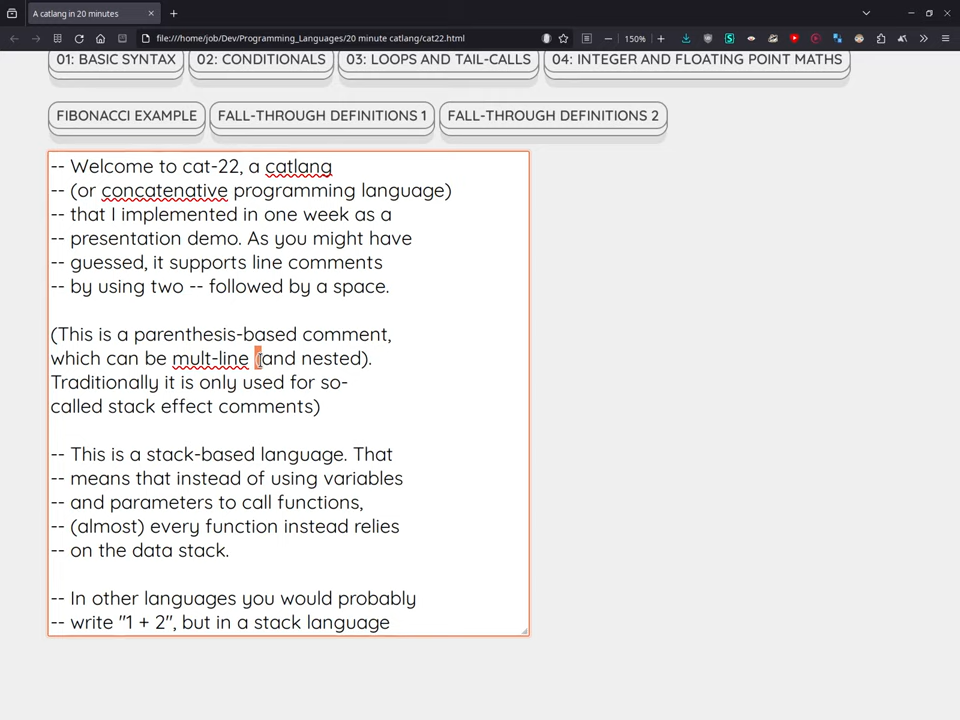 A catlang in 20 minutes
file:///home/job/Dev/Programming_Languages/20 minute catlang/cat22.html
150%
01: BASIC SYNTAX
02: CONDITIONALS
03: LOOPS AND TAIL-CALLS
04: INTEGER AND FLOATING POINT MATHS
FIBONACCI EXAMPLE
FALL-THROUGH DEFINITIONS 1
FALL-THROUGH DEFINITIONS 2
-- Welcome to cat-22, a catlang
-- (or concatenative programming language)
-- that I implemented in one week as a
-- presentation demo. As you might have
-- guessed, it supports line comments
-- by using two -- followed by a space.
(This is a parenthesis-based comment,
which can be mult-line (and nested).
Traditionally it is only used for so-
called stack effect comments)
-- This is a stack-based language. That
-- means that instead of using variables
-- and parameters to call functions,
-- (almost) every function instead relies
-- on the data stack.
-- In other languages you would probably
-- write "1 + 2", but in a stack language